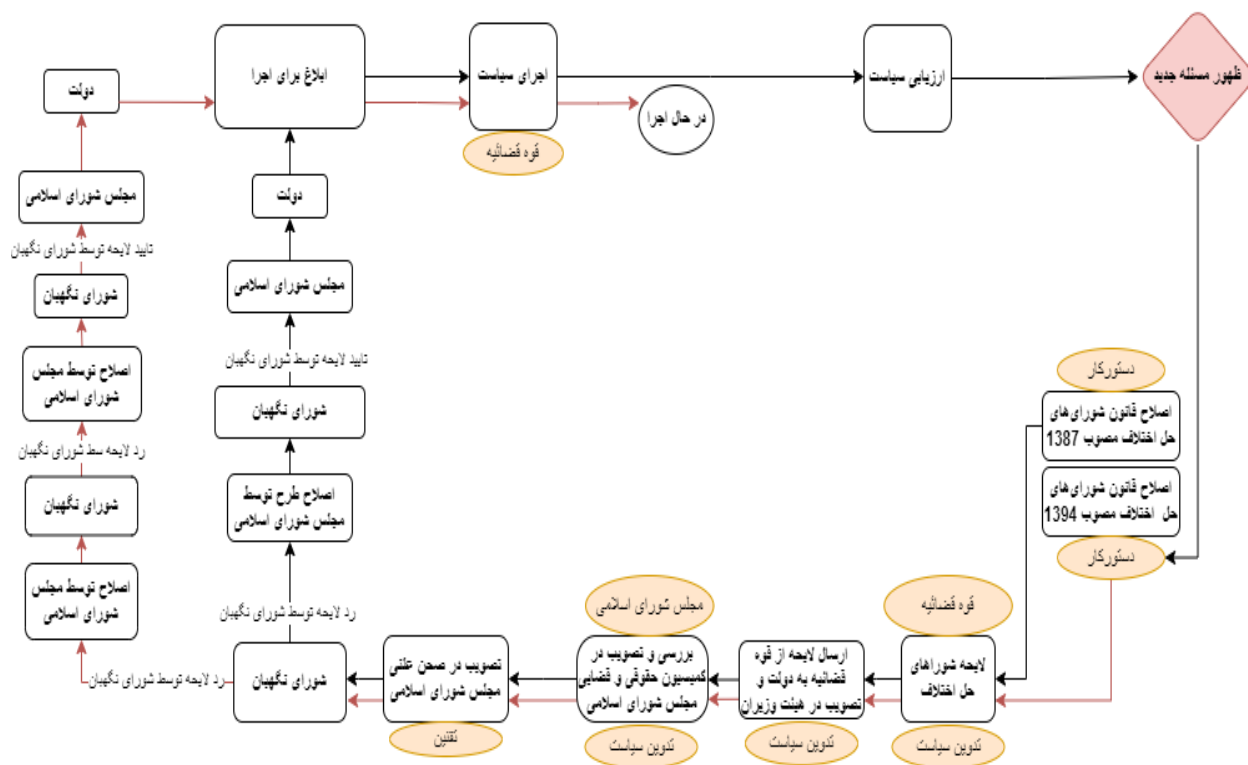 ظهور مسئله جدید
ارزیابی سیاست
اجرای سیاست
قوه قضائیه
در حال اجرا
ابلاغ برای اجرا
دولت
مجلس شورای اسلامی
تایید لایحه توسط شورای نگهبان
شورای نگهبان
اصلاح توسط مجلس
شورای اسلامی
رد لایحه سط شورای نگهبان
شورای نگهبان
اصلاح توسط مجلس
شورای اسلامی
رد لایحه توسط شورای نگهبان
دولت
مجلس شورای اسلامی
تایید لایحه توسط شورای نگهبان
شورای نگهبان
اصلاح طرح توسط
مجلس شورای اسلامی
رد لایحه توسط شورای نگهبان
شورای نگهبان
دستورکار
اصلاح قانون شورای‌های
حل اختلاف مصوب 1387
اصلاح قانون شورای‌های
حل اختلاف مصوب 1394
دستورکار
قوه قضائیه
لایحه شوراهای
حل اختلاف
تدوین سیاست
ارسال لایحه از قوه
قضائیه به دولت و
تصویب در هیئت وزیران
تدوین سیاست
مجلس شورای اسلامی
بررسی و تصویب در
کمیسیون حقوقی و قضایی
مجلس شورای اسلامی
تدوین سیاست
تصویب در صحن علنی
مجلس شورای اسلامی
تقنین